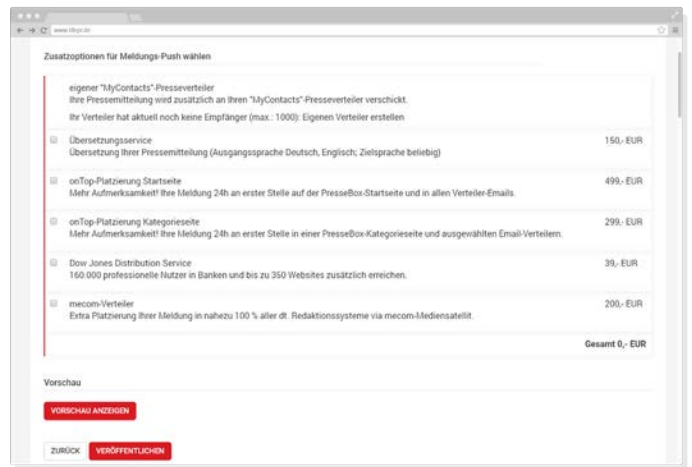 Zusatzoptionen für Meldungs-Push wählen
eigener "MyContacts"-Presseverteiler
Ihre Pressemitteilung wird zusätzlich an Ihren "MyContacts"-Presseverteiler verschickt.
Ihr Verteiler hat aktuell noch keine Empfänger (max.: 1000): Eigenen Verteiler erstellen
Übersetzungsservice 150,- EUR
Übersetzung Ihrer Pressemitteilung (Ausgangssprache Deutsch, Englisch; Zielsprache beliebig)
onTop-Platzierung Startseite 499,- EUR
Mehr Aufmerksamkeit! Ihre Meldung 24h an erster Stelle auf der PresseBox-Startseite und in allen Verteiler-Emails.
onTop-Platzierung Kategorieseite 299,- EUR
Mehr Aufmerksamkeit! Ihre Meldung 24h an erster Stelle in einer PresseBox-Kategorieseite und ausgewählten Email-Verteilern.
Dow Jones Distribution Service 39,- EUR
160.000 professionelle Nutzer in Banken und bis zu 350 Websites zusätzlich erreichen.
mecom-Verteiler 200,- EUR
Extra Platzierung Ihrer Meldung in nahezu 100 % aller dt. Redaktionssysteme via mecom-Mediensatellit.
Gesamt 0,- EUR
Vorschau
VORSCHAU ANZEIGEN
ZURÜCK VERÖFFENTLICHEN